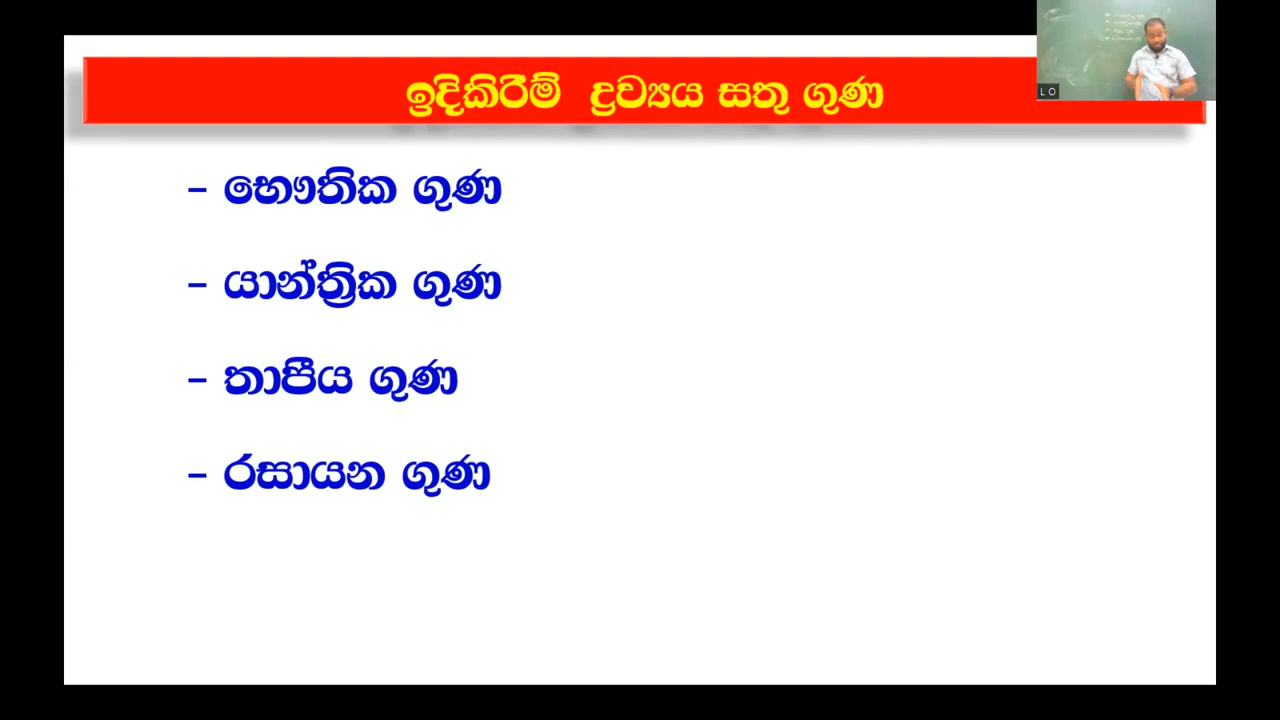 ඉදිකිරීම් ද්‍රව්‍යය සතු ගුණ
- භෞතික ගුණ
- යාන්ත්‍රික ගුණ
- තාපීය ගුණ
- රසායන ගුණ
L O